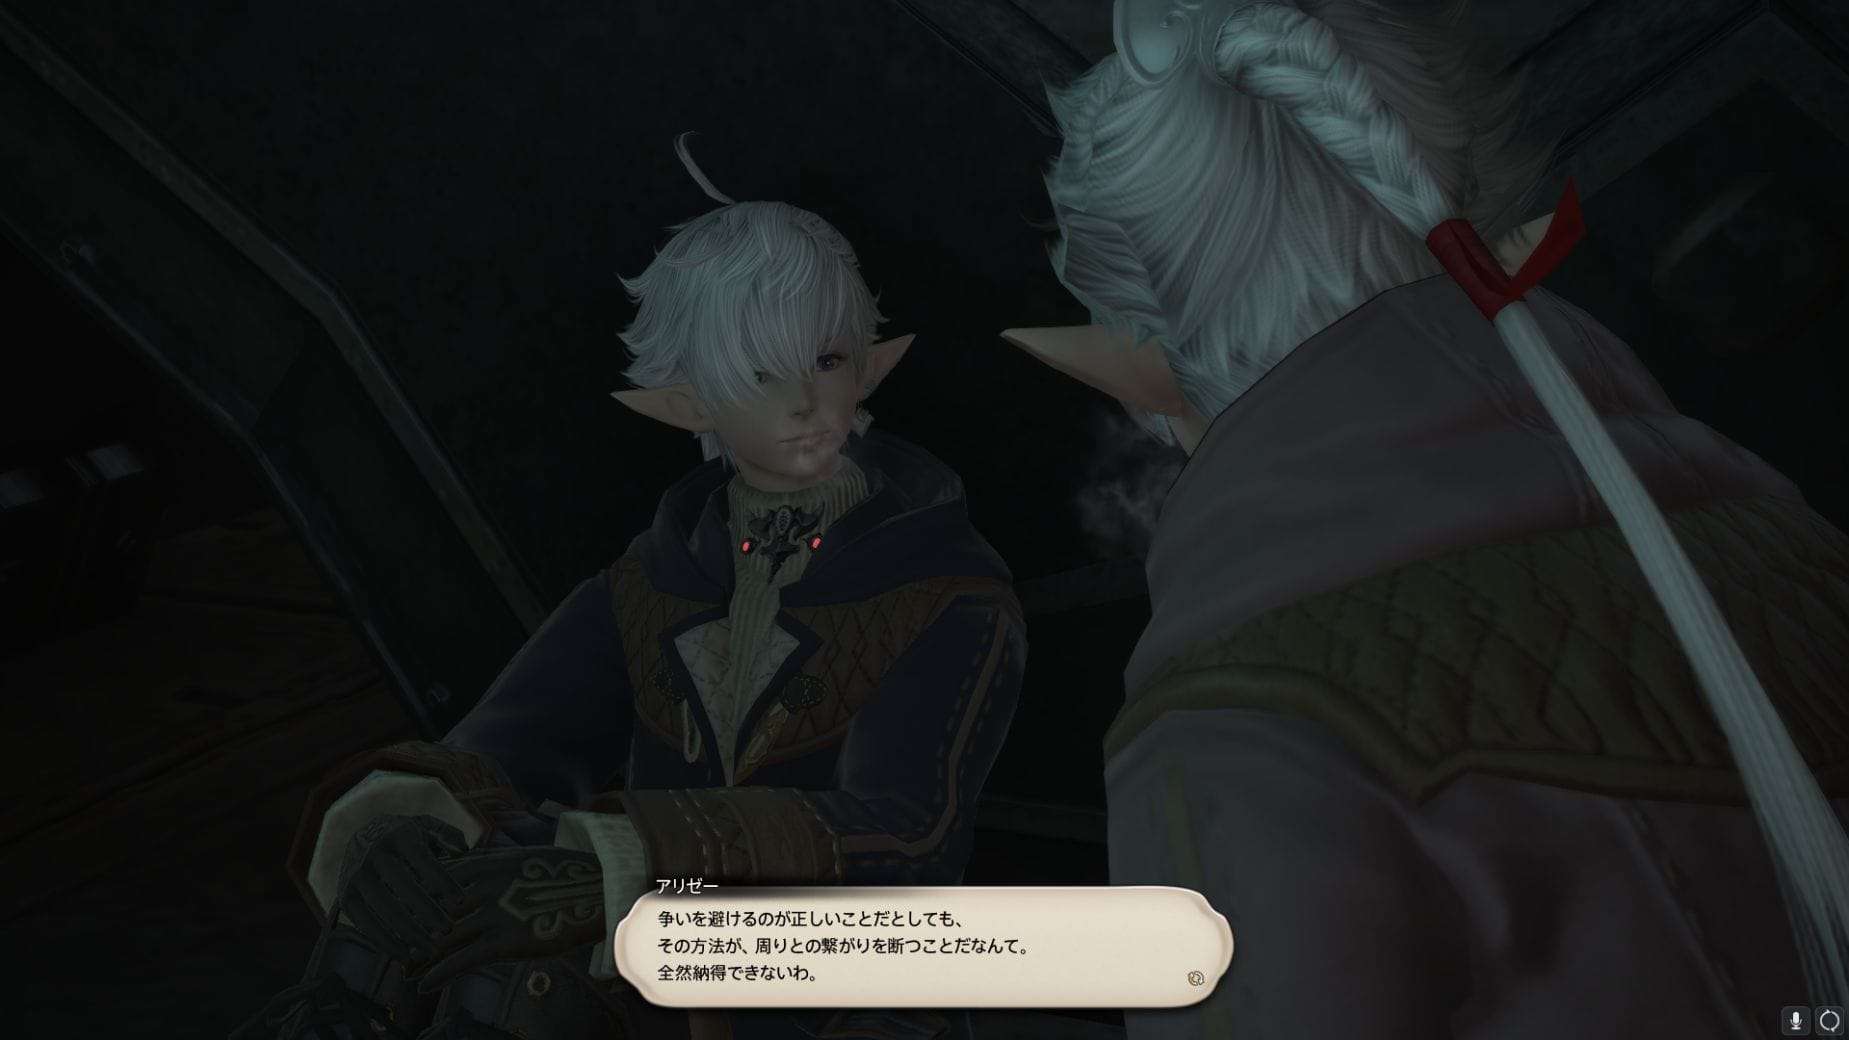 アリゼー
争いを避けるのが正しいことだとしても、
その方法が、周りとの繋がりを断つことだなんて。
全然納得できないわ。